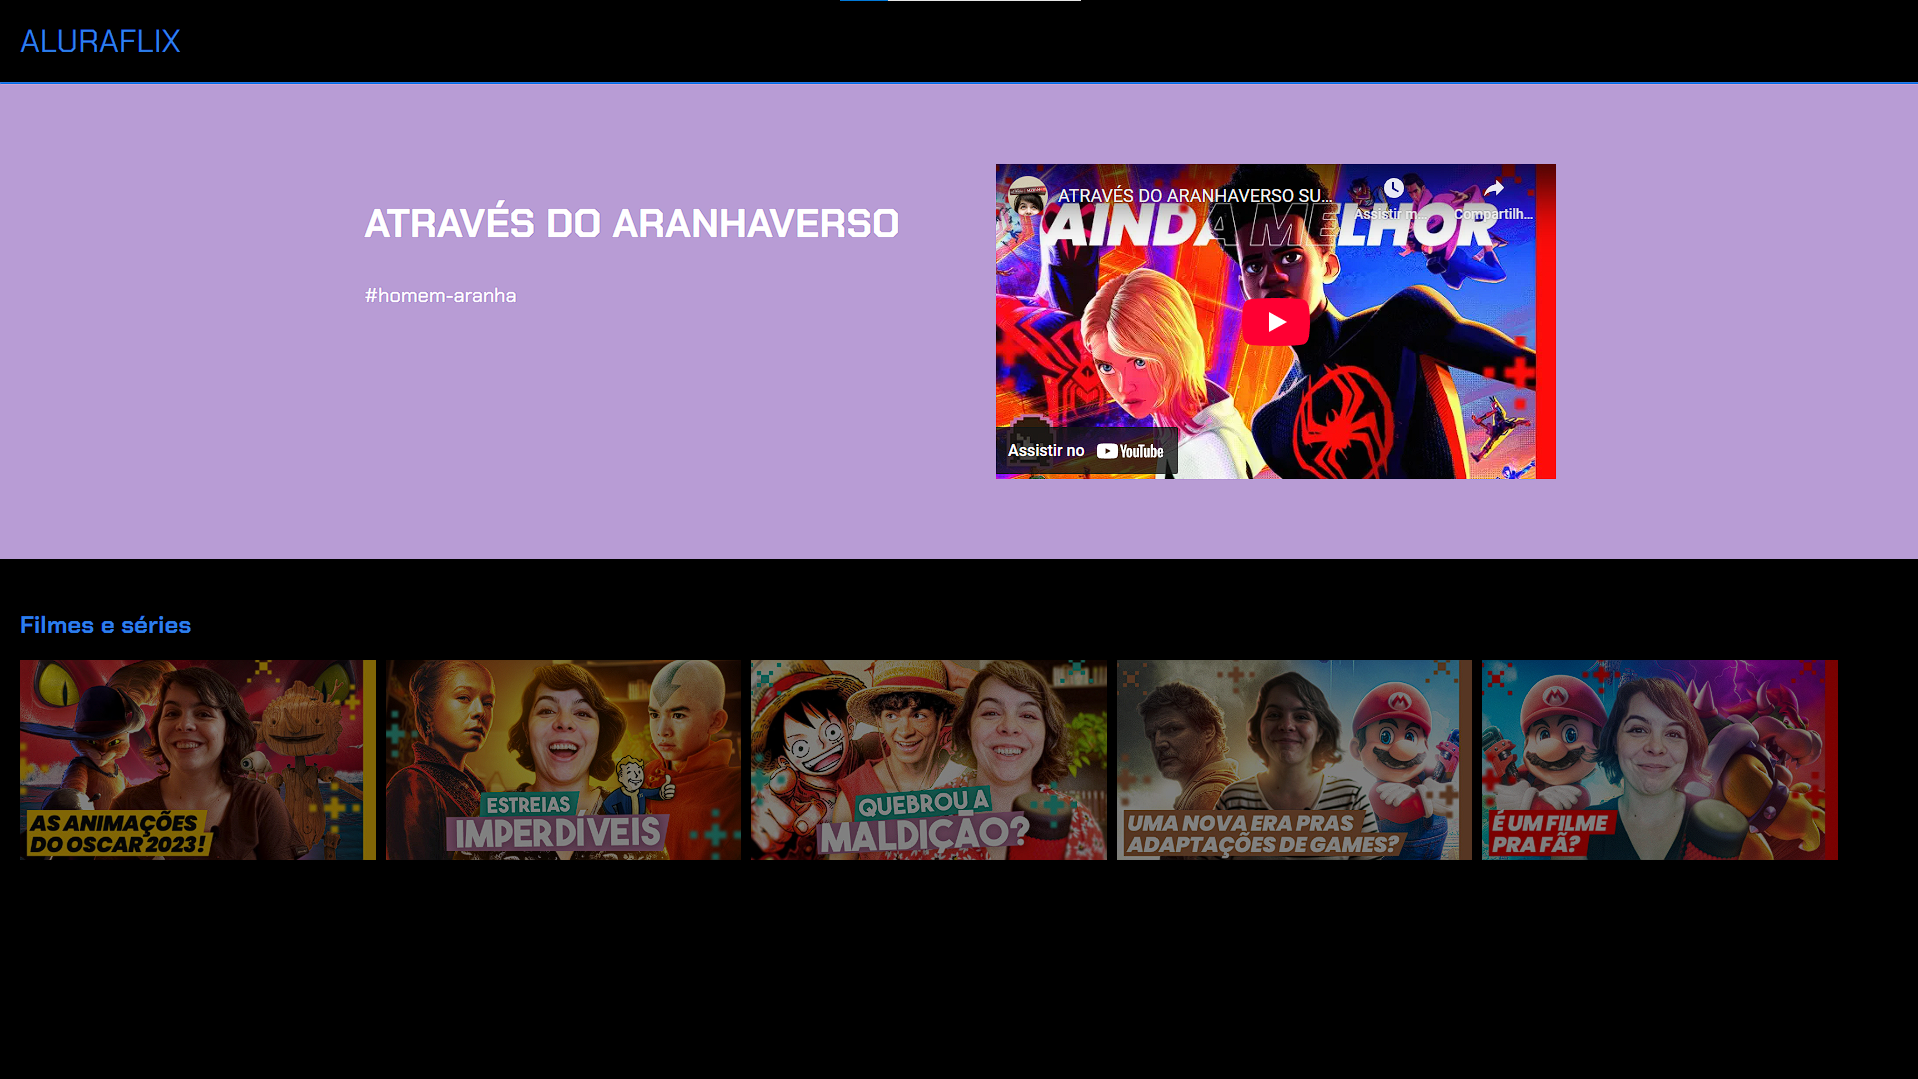 ALURAFLIX
ATRAVÉS DO ARANHAVERSO
#homem-aranha
ATRAVÉS DO ARANHAVERSO SU...
Assistir m...
Compartilh...
AINDA MELHOR
Assistir no YouTube
Filmes e séries
AS ANIMAÇÕES
DO OSCAR 2023!
ESTREIAS
IMPERDÍVEIS
QUEBROU A
MALDIÇÃO?
UMA NOVA ERA PRAS
ADAPTAÇÕES DE GAMES?
É UM FILME
PRA FÃ?